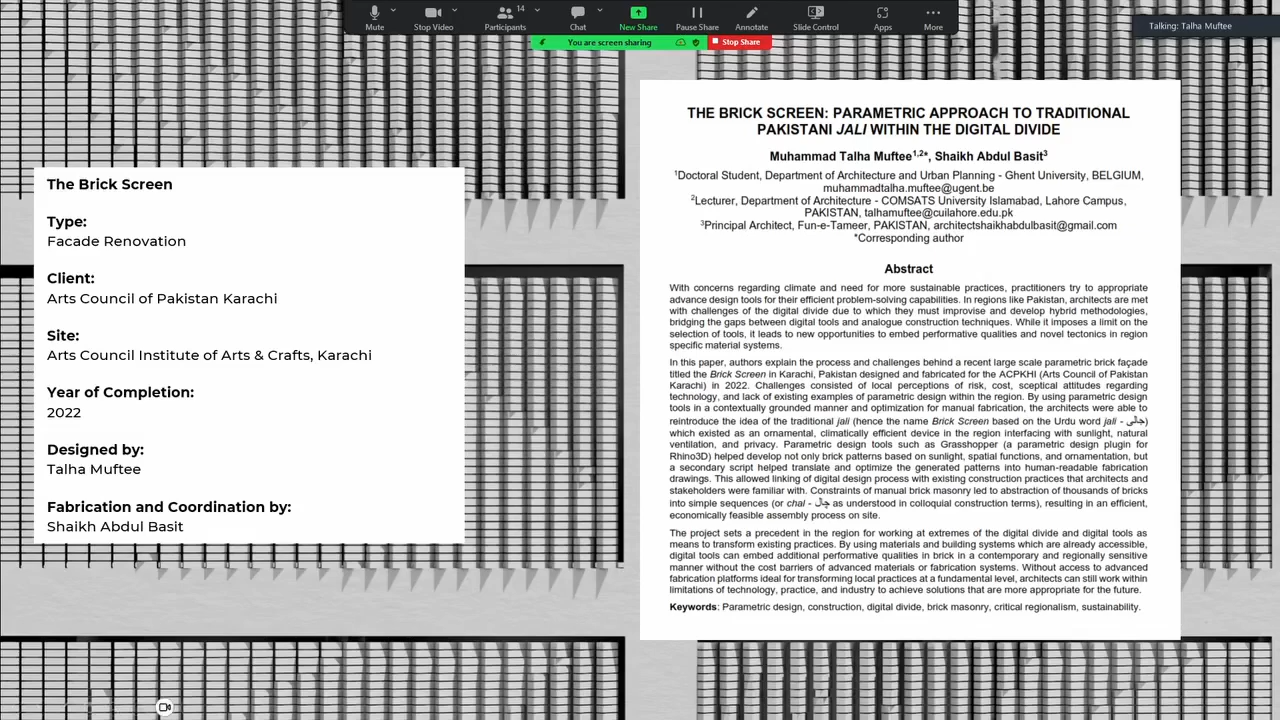 Mute
Stop Video
14
Participants
Chat
New Share
Pause Share
Annotate
Slide Control
Apps
More
You are screen sharing
Stop Share
Talking: Talha Muftee
The Brick Screen
Type:
Facade Renovation
Client:
Arts Council of Pakistan Karachi
Site:
Arts Council Institute of Arts & Crafts, Karachi
Year of Completion:
2022
Designed by:
Talha Muftee
Fabrication and Coordination by:
Shaikh Abdul Basit
THE BRICK SCREEN: PARAMETRIC APPROACH TO TRADITIONAL
PAKISTANI JALI WITHIN THE DIGITAL DIVIDE
Muhammad Talha Muftee1,2*, Shaikh Abdul Basit3
1Doctoral Student, Department of Architecture and Urban Planning - Ghent University, BELGIUM,
muhammadtalha.muftee@ugent.be
2Lecturer, Department of Architecture - COMSATS University Islamabad, Lahore Campus,
PAKISTAN, talhamuftee@cuilahore.edu.pk
3Principal Architect, Fun-e-Tameer, PAKISTAN, architectshaikhabdulbasit@gmail.com
*Corresponding author
Abstract
With concerns regarding climate and need for more sustainable practices, practitioners try to appropriate
advance design tools for their efficient problem-solving capabilities. In regions like Pakistan, architects are met
with challenges of the digital divide due to which they must improvise and develop hybrid methodologies,
bridging the gaps between digital tools and analogue construction techniques. While it imposes a limit on the
selection of tools, it leads to new opportunities to embed performative qualities and novel tectonics in region
specific material systems.
In this paper, authors explain the process and challenges behind a recent large scale parametric brick façade
titled the Brick Screen in Karachi, Pakistan designed and fabricated for the ACPKHI (Arts Council of Pakistan
Karachi) in 2022. Challenges consisted of local perceptions of risk, cost, sceptical attitudes regarding
technology, and lack of existing examples of parametric design within the region. By using parametric design
tools in a contextually grounded manner and optimization for manual fabrication, the architects were able to
reintroduce the idea of the traditional jali (hence the name Brick Screen based on the Urdu word jali - جالی)
which existed as an ornamental, climatically efficient device in the region interfacing with sunlight, natural
ventilation, and privacy. Parametric design tools such as Grasshopper (a parametric design plugin for
Rhino3D) helped develop not only brick patterns based on sunlight, spatial functions, and ornamentation, but
a secondary script helped translate and optimize the generated patterns into human-readable fabrication
drawings. This allowed linking of digital design process with existing construction practices that architects and
stakeholders were familiar with. Constraints of manual brick masonry led to abstraction of thousands of bricks
into simple sequences (or chal - چال as understood in colloquial construction terms), resulting in an efficient,
economically feasible assembly process on site.
The project sets a precedent in the region for working at extremes of the digital divide and digital tools as
means to transform existing practices. By using materials and building systems which are already accessible,
digital tools can embed additional performative qualities in brick in a contemporary and regionally sensitive
manner without the cost barriers of advanced materials or fabrication systems. Without access to advanced
fabrication platforms ideal for transforming local practices at a fundamental level, architects can still work within
limitations of technology, practice, and industry to achieve solutions that are more appropriate for the future.
Keywords: Parametric design, construction, digital divide, brick masonry, critical regionalism, sustainability.